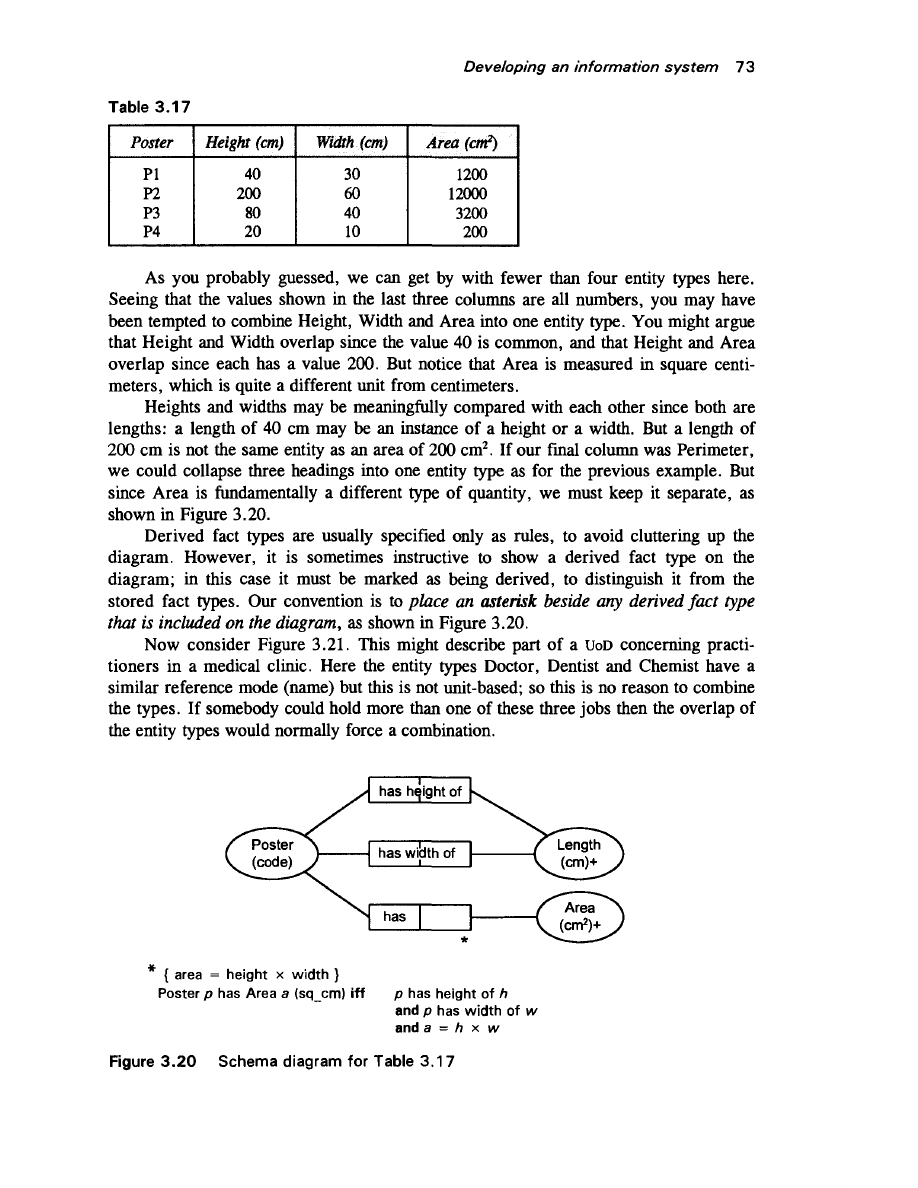 Developing an information system 73
Table 3.17
Poster Height (cm) Width (cm) Area (cm²)
P1 40 30 1200
P2 200 60 12000
P3 80 40 3200
P4 20 10 200
As you probably guessed, we can get by with fewer than four entity types here.
Seeing that the values shown in the last three columns are all numbers, you may have
been tempted to combine Height, Width and Area into one entity type. You might argue
that Height and Width overlap since the value 40 is common, and that Height and Area
overlap since each has a value 200. But notice that Area is measured in square centi-
meters, which is quite a different unit from centimeters.
Heights and widths may be meaningfully compared with each other since both are
lengths: a length of 40 cm may be an instance of a height or a width. But a length of
200 cm is not the same entity as an area of 200 cm². If our final column was Perimeter,
we could collapse three headings into one entity type as for the previous example. But
since Area is fundamentally a different type of quantity, we must keep it separate, as
shown in Figure 3.20.
Derived fact types are usually specified only as rules, to avoid cluttering up the
diagram. However, it is sometimes instructive to show a derived fact type on the
diagram; in this case it must be marked as being derived, to distinguish it from the
stored fact types. Our convention is to place an asterisk beside any derived fact type
that is included on the diagram, as shown in Figure 3.20.
Now consider Figure 3.21. This might describe part of a UoD concerning practi-
tioners in a medical clinic. Here the entity types Doctor, Dentist and Chemist have a
similar reference mode (name) but this is not unit-based; so this is no reason to combine
the types. If somebody could hold more than one of these three jobs then the overlap of
the entity types would normally force a combination.
has height of
Poster
(code)
has width of
Length
(cm)+
has
Area
(cm²)+
*
* { area = height × width }
Poster p has Area a (sq_cm) iff p has height of h
and p has width of w
and a = h × w
Figure 3.20 Schema diagram for Table 3.17